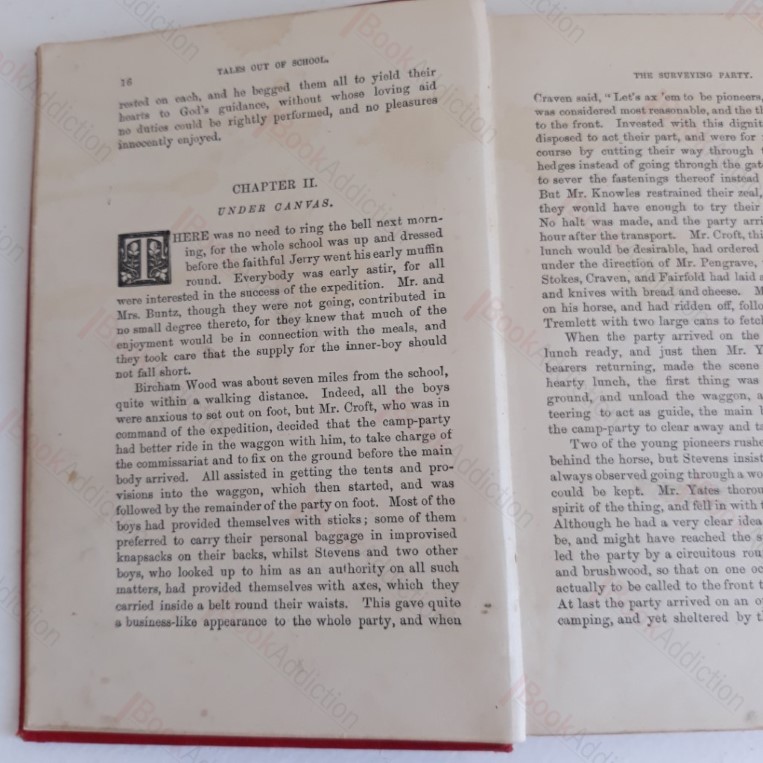 16
TALES OUT OF SCHOOL.
rested on each, and he begged them all to yield their
hearts to God's guidance, without whose loving aid
no duties could be rightly performed, and no pleasures
innocently enjoyed.
CHAPTER II.
UNDER CANVAS.
THERE was no need to ring the bell next morn-
ing, for the whole school was up and dressed
before the faithful Jerry went his early muffin
round. Everybody was early astir, for all
were interested in the success of the expedition. Mr. and
Mrs. Buntz, though they were not going, contributed in
no small degree thereto, for they knew that much of the
enjoyment would be in connection with the meals, and
they took care that the supply for the inner-boy should
not fall short.
Bircham Wood was about seven miles from the school,
quite within a walking distance. Indeed, all the boys
were anxious to set out on foot, but Mr. Croft, who was in
command of the expedition, decided that the camp-party
had better ride in the waggon with him, to take charge of
the commissariat and to fix on the ground before the main
body arrived. All assisted in getting the tents and pro-
visions into the waggon, which then started, and was
followed by the remainder of the party on foot. Most of the
boys had provided themselves with sticks; some of them
preferred to carry their personal baggage in improvised
knapsacks on their backs, whilst Stevens and two other
boys, who looked up to him as an authority on all such
matters, had provided themselves with axes, which they
carried inside a belt round their waists. This gave quite
a business-like appearance to the whole party, and when
THE SURVEYING PARTY.
Craven said, "Let's ax 'em to be pioneers,
was considered most reasonable, and the
to the front. Invested with this
disposed to act their part, and were for
course by cutting their way through
hedges instead of going through the
to sever the fastenings thereof instead
But Mr. Knowles restrained their zeal,
they would have enough to try their
No halt was made, and the party
hour after the transport. Mr. Croft,
lunch would be desirable, had ordered
under the direction of Mr. Pengrave,
Stokes, Craven, and Fairfold had laid
and knives with bread and cheese.
on his horse, and had ridden off,
Tremlett with two large cans to
When the party arrived on the
lunch ready, and just then Mr.
bearers returning, made the scene
hearty lunch, the first thing was
ground, and unload the waggon,
teering to act as guide, the main
the camp-party to clear away and
Two of the young pioneers
behind the horse, but Stevens
always observed going through a
could be kept. Mr. Yates
spirit of the thing, and fell in with
Although he had a very clear
be, and might have reached the
led the party by a circuitous
and brushwood, so that on one
actually to be called to the front
At last the party arrived on an
camping, and yet sheltered by
BookAddiction